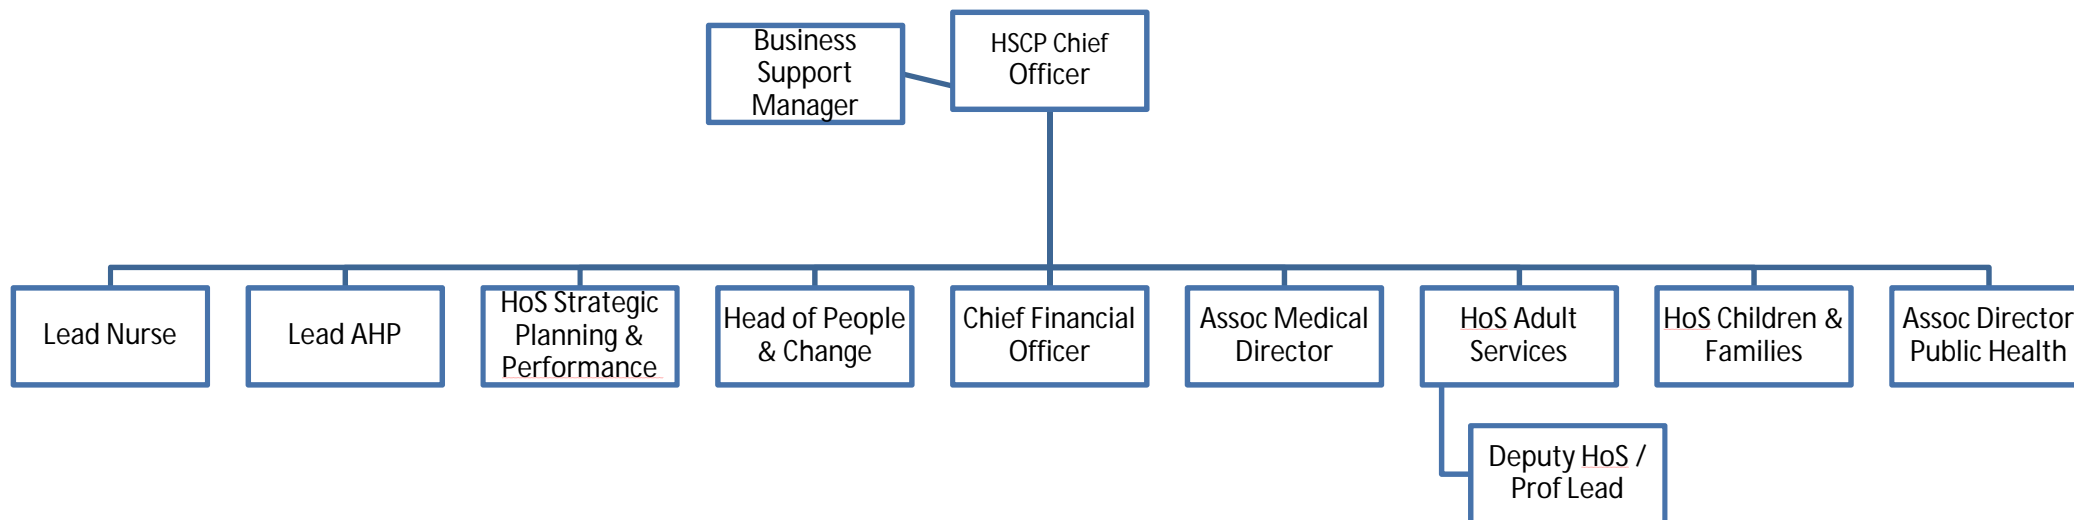 Business
Support
Manager
HSCP Chief
Officer
Lead Nurse
Lead AHP
HoS Strategic
Planning &
Performance
Head of People
& Change
Chief Financial
Officer
Assoc Medical
Director
HoS Adult
Services
HoS Children &
Families
Assoc Director
Public Health
Deputy HoS /
Prof Lead